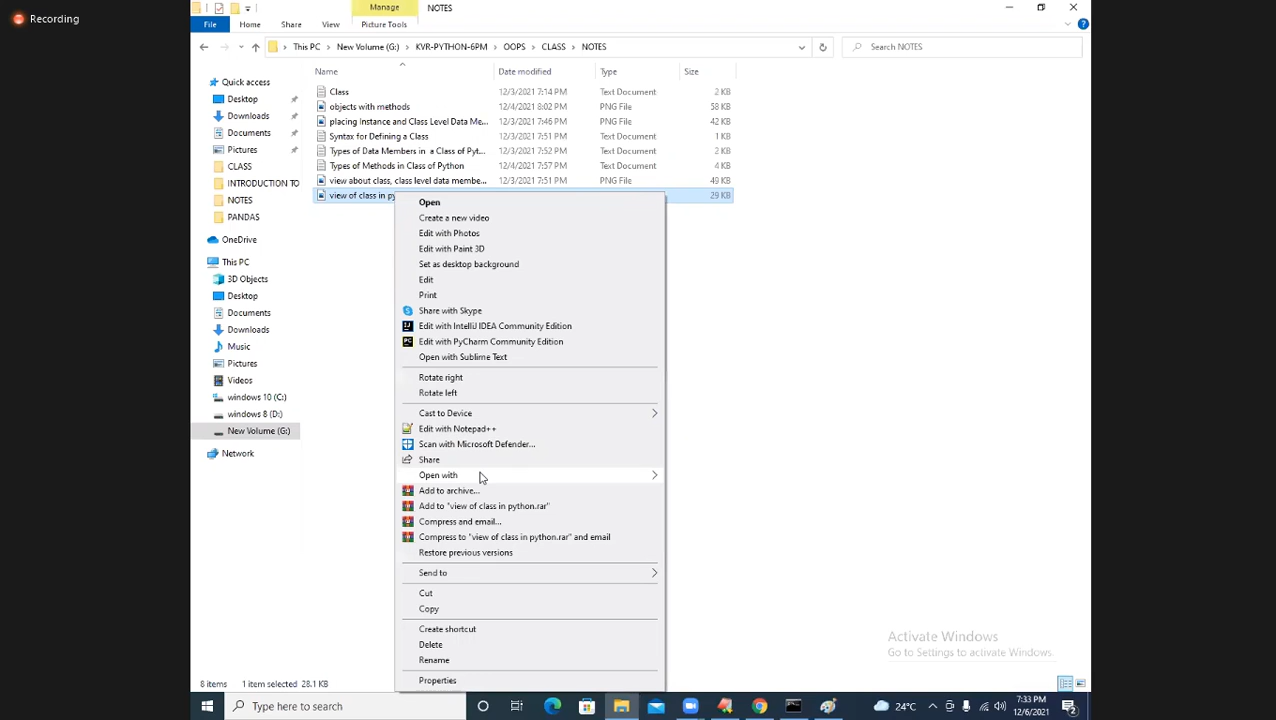 Recording
Manage
NOTES
File
Home
Share
View
Picture Tools
This PC
New Volume (G:)
KVR-PYTHON-6PM
OOPS
CLASS
NOTES
Search NOTES
Name
Date modified
Type
Size
Quick access
Desktop
Downloads
Documents
Pictures
CLASS
INTRODUCTION TO
NOTES
PANDAS
OneDrive
This PC
3D Objects
Desktop
Documents
Downloads
Music
Pictures
Videos
windows 10 (C:)
windows 8 (D:)
New Volume (G:)
Network
Class 12/3/2021 7:14 PM Text Document 2 KB
objects with methods 12/4/2021 8:02 PM PNG File 58 KB
placing Instance and Class Level Data Me... 12/3/2021 7:46 PM PNG File 42 KB
Syntax for Defining a Class 12/3/2021 7:51 PM Text Document 1 KB
Types of Data Members in a Class of Pyt... 12/3/2021 7:52 PM Text Document 2 KB
Types of Methods in Class of Python 12/4/2021 7:57 PM Text Document 4 KB
view about class, class level data membe... 12/3/2021 7:51 PM PNG File 49 KB
view of class in py 29 KB
Open
Create a new video
Edit with Photos
Edit with Paint 3D
Set as desktop background
Edit
Print
Share with Skype
Edit with IntelliJ IDEA Community Edition
Edit with PyCharm Community Edition
Open with Sublime Text
Rotate right
Rotate left
Cast to Device
Edit with Notepad++
Scan with Microsoft Defender...
Share
Open with
Add to archive...
Add to "view of class in python.rar"
Compress and email...
Compress to "view of class in python.rar" and email
Restore previous versions
Send to
Cut
Copy
Create shortcut
Delete
Rename
Properties
Activate Windows
Go to Settings to activate Windows.
8 items
1 item selected 28.1 KB
Type here to search
24°C
7:33 PM
12/6/2021
2